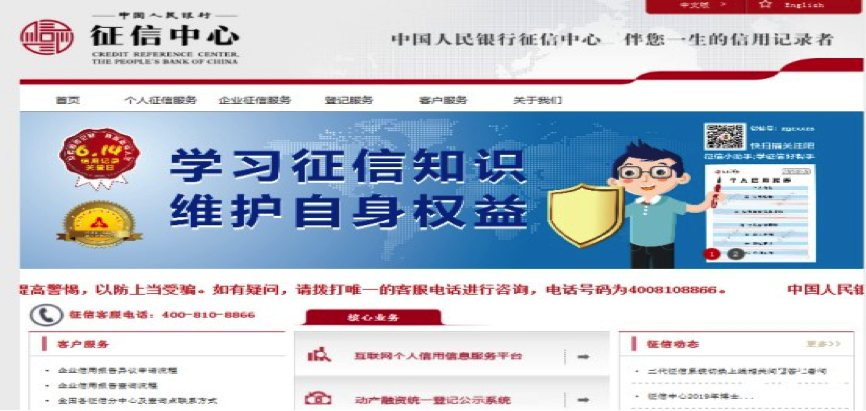 中国人民银行
征信中心
CREDIT REFERENCE CENTER,
THE PEOPLE'S BANK OF CHINA
中文版 >
English
中国人民银行征信中心 伴您一生的信用记录者
首页 个人征信服务 企业征信服务 登记服务 客户服务 关于我们
6.14
信用记录
关爱日
学习征信知识
维护自身权益
快扫描关注吧
个人信用报告
1 2
提高警惕，以防上当受骗。如有疑问，请拨打唯一的客服电话进行咨询，电话号码为4008108866。 中国人民银
征信客服电话：400-810-8866
核心业务
客户服务
企业信用报告异议申请流程
企业信用报告查询流程
全国各征信分中心及查询点联系方式
互联网个人信用信息服务平台
动产融资统一登记公示系统
征信动态
更多>>
二代征信系统切换上线相关问题答记者问
征信中心2019年博士...